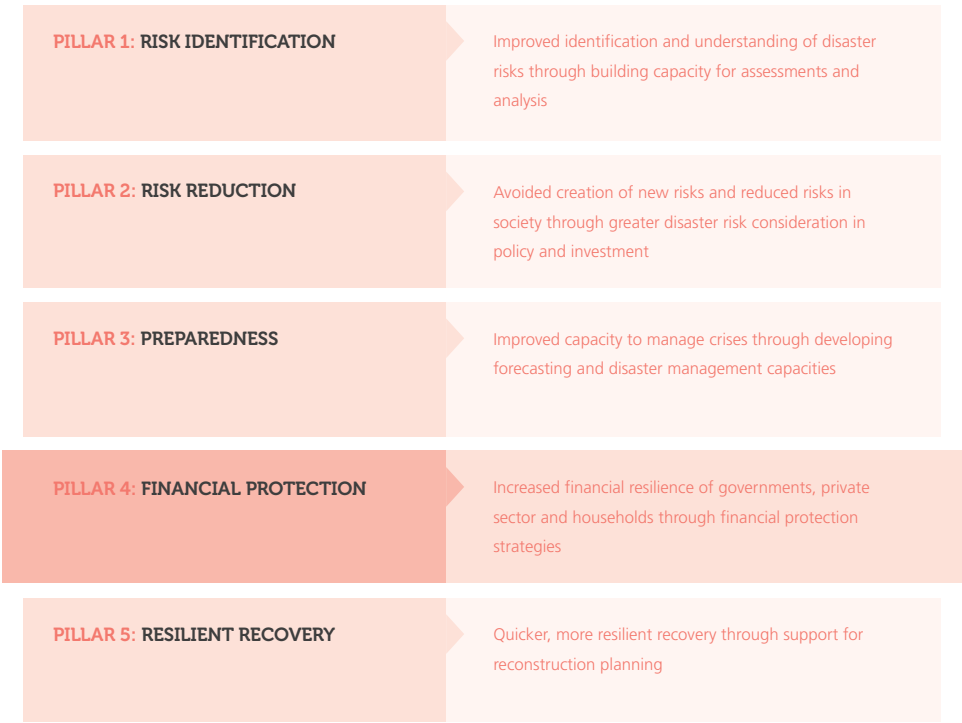 PILLAR 1: RISK IDENTIFICATION
Improved identification and understanding of disaster
risks through building capacity for assessments and
analysis
PILLAR 2: RISK REDUCTION
Avoided creation of new risks and reduced risks in
society through greater disaster risk consideration in
policy and investment
PILLAR 3: PREPAREDNESS
Improved capacity to manage crises through developing
forecasting and disaster management capacities
PILLAR 4: FINANCIAL PROTECTION
Increased financial resilience of governments, private
sector and households through financial protection
strategies
PILLAR 5: RESILIENT RECOVERY
Quicker, more resilient recovery through support for
reconstruction planning